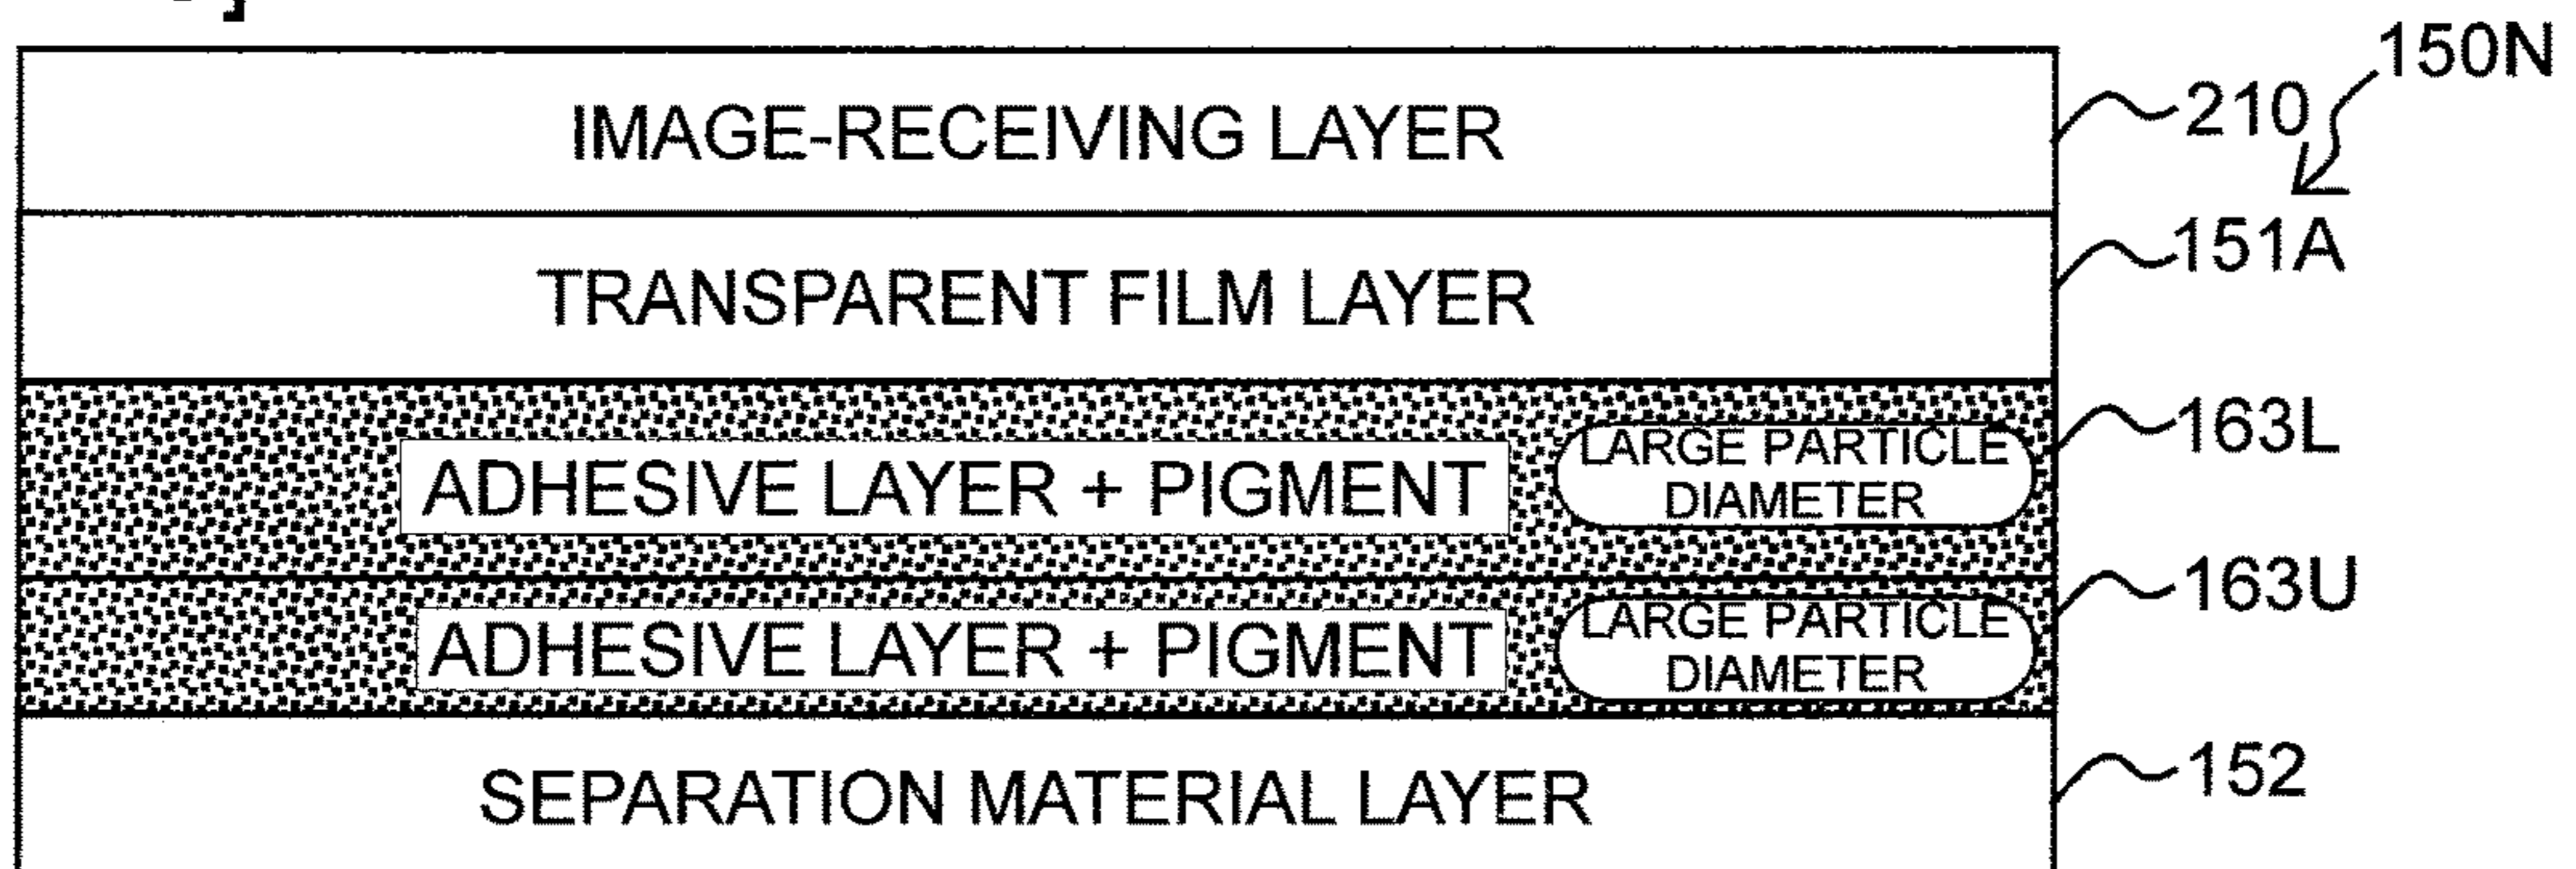 ]
150N
IMAGE-RECEIVING LAYER 210
TRANSPARENT FILM LAYER 151A
ADHESIVE LAYER + PIGMENT LARGE PARTICLE DIAMETER 163L
ADHESIVE LAYER + PIGMENT LARGE PARTICLE DIAMETER 163U
SEPARATION MATERIAL LAYER 152